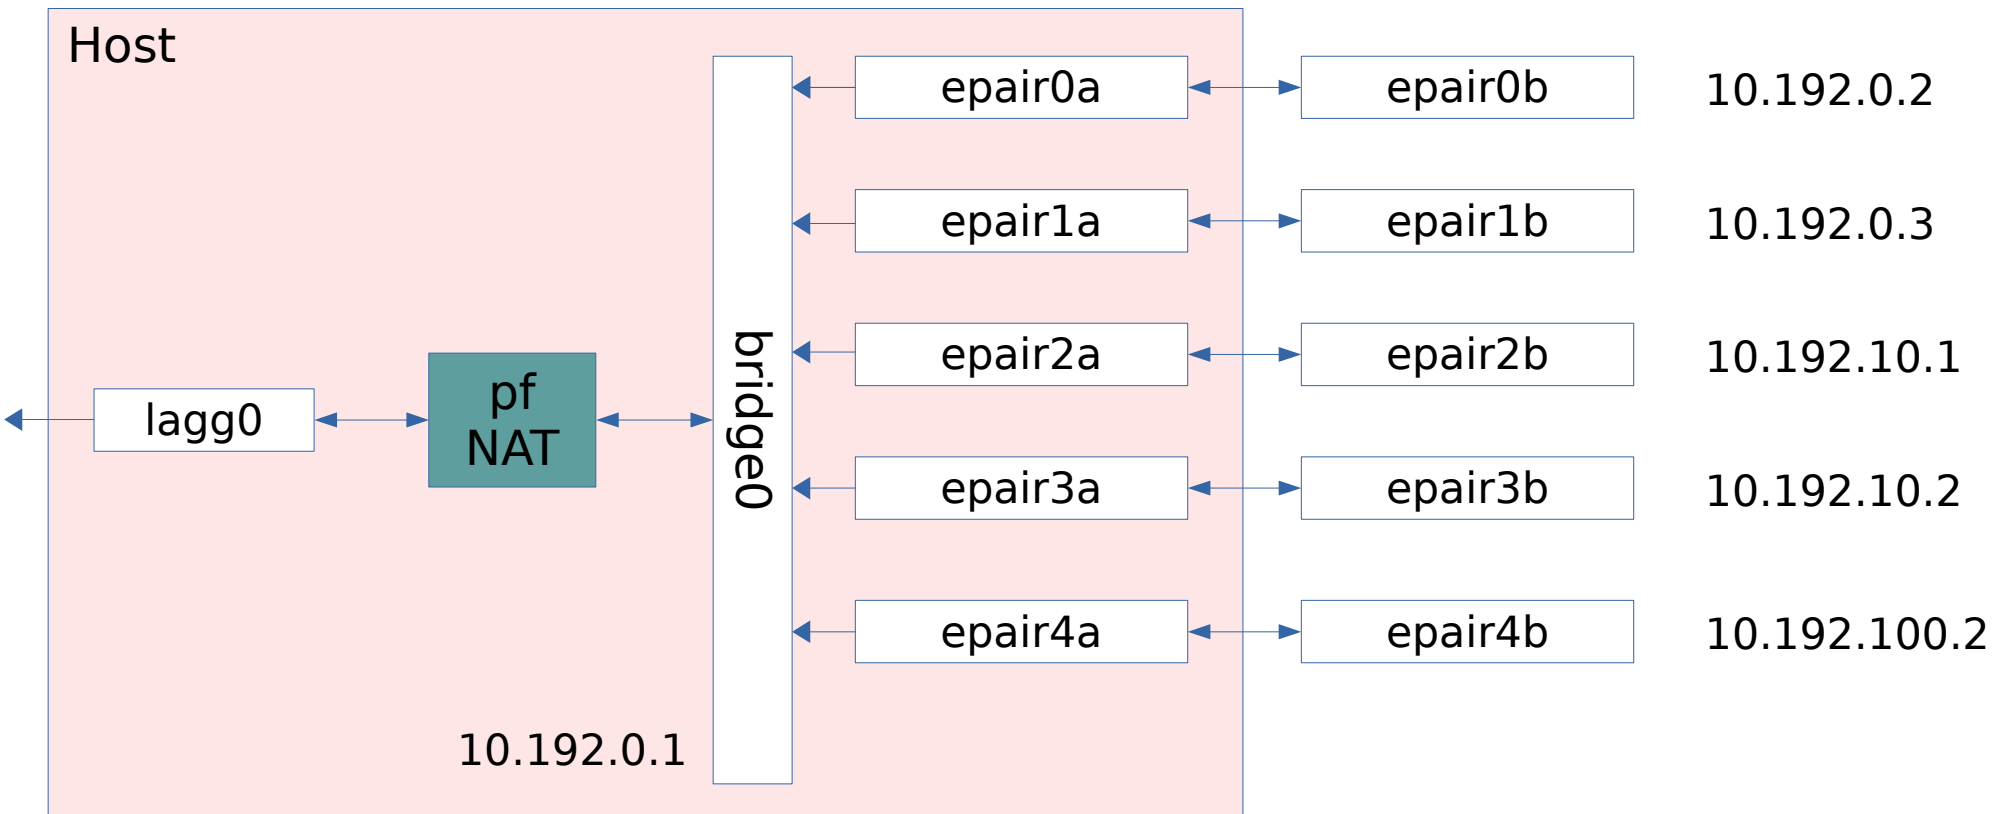 Host
epair0a
epair0b
10.192.0.2
epair1a
epair1b
10.192.0.3
epair2a
epair2b
10.192.10.1
pf
NAT
lagg0
bridge0
epair3a
epair3b
10.192.10.2
epair4a
epair4b
10.192.100.2
10.192.0.1